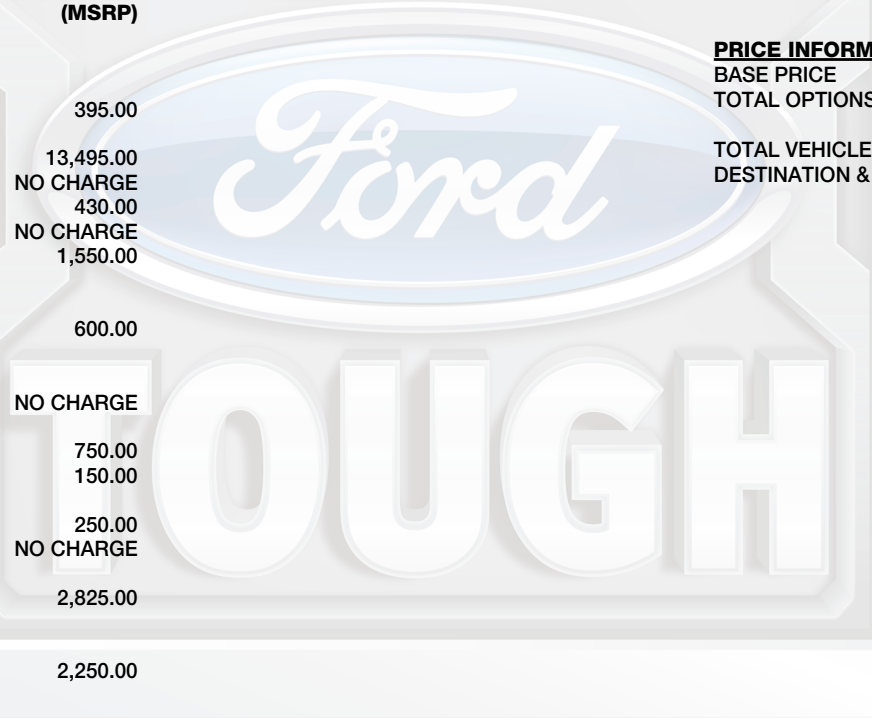 (MSRP)
395.00
13,495.00
NO CHARGE
430.00
NO CHARGE
1,550.00
600.00
NO CHARGE
750.00
150.00
250.00
NO CHARGE
2,825.00
2,250.00
PRICE INFORM
BASE PRICE
TOTAL OPTIONS
TOTAL VEHICLE
DESTINATION &
Ford
TOUGH